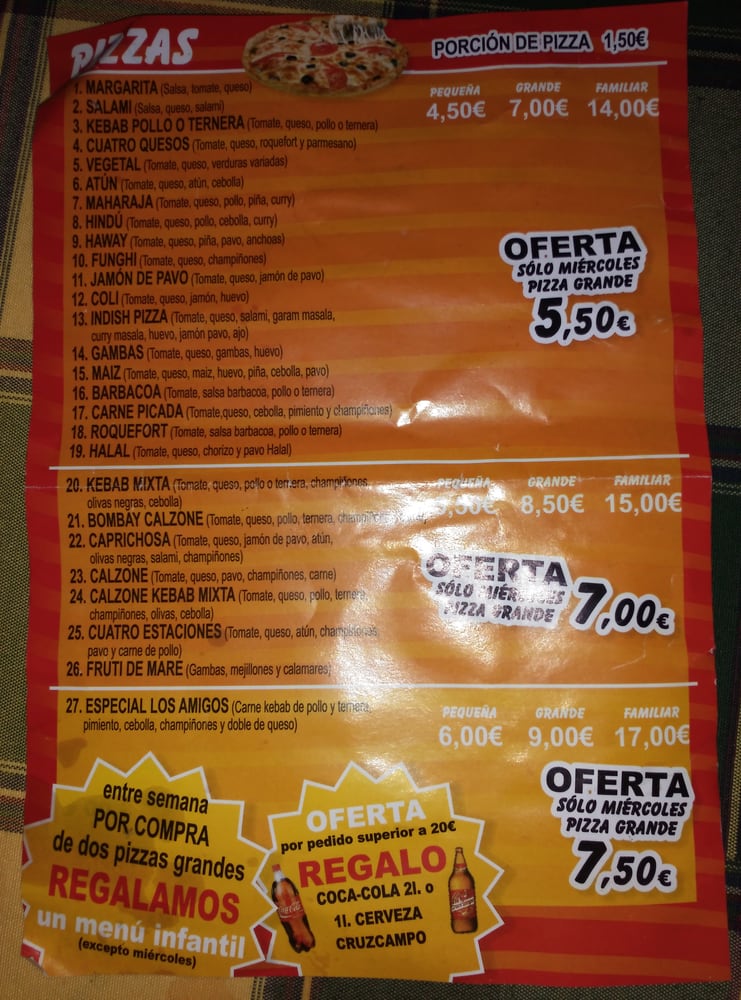 PIZZAS
PORCIÓN DE PIZZA 1,50€
1. MARGARITA (Salsa, tomate, queso)
2. SALAMI (Salsa, queso, salami)
3. KEBAB POLLO O TERNERA (Tomate, queso, pollo o ternera)
4. CUATRO QUESOS (Tomate, queso, roquefort y parmesano)
5. VEGETAL (Tomate, queso, verduras variadas)
6. ATÚN (Tomate, queso, atún, cebolla)
7. MAHARAJA (Tomate, queso, pollo, piña, curry)
8. HINDÚ (Tomate, queso, pollo, cebolla, curry)
9. HAWAY (Tomate, queso, piña, pavo, anchoas)
10. FUNGHI (Tomate, queso, champiñones)
11. JAMÓN DE PAVO (Tomate, queso, jamón de pavo)
12. COLI (Tomate, queso, jamón, huevo)
13. INDISH PIZZA (Tomate, queso, salami, garam masala,
curry masala, huevo, jamón pavo, ajo)
14. GAMBAS (Tomate, queso, gambas, huevo)
15. MAIZ (Tomate, queso, maiz, huevo, piña, cebolla, pavo)
16. BARBACOA (Tomate, salsa barbacoa, pollo o ternera)
17. CARNE PICADA (Tomate,queso, cebolla, pimiento y champiñones)
18. ROQUEFORT (Tomate, salsa barbacoa, pollo o ternera)
19. HALAL (Tomate, queso, chorizo y pavo Halal)
PEQUEÑA GRANDE FAMILIAR
4,50€ 7,00€ 14,00€
OFERTA
SÓLO MIÉRCOLES
PIZZA GRANDE
5,50€
20. KEBAB MIXTA (Tomate, queso, pollo o ternera, champiñones,
olivas negras, cebolla)
21. BOMBAY CALZONE (Tomate, queso, pollo, ternera,
22. CAPRICHOSA (Tomate, queso, jamón de pavo, atún,
olivas negras, salami, champiñones)
23. CALZONE (Tomate, queso, pavo, champiñones, carne)
24. CALZONE KEBAB MIXTA (Tomate, queso, pollo, ternera,
champiñones, olivas, cebolla)
25. CUATRO ESTACIONES (Tomate, queso, atún, champiñones,
pavo y carne de pollo)
26. FRUTI DE MARE (Gambas, mejillones y calamares)
PEQUEÑA GRANDE FAMILIAR
8,50€ 15,00€
OFERTA
SÓLO MIÉRCOLES
PIZZA GRANDE
7,00€
27. ESPECIAL LOS AMIGOS (Carne kebab de pollo y ternera,
pimiento, cebolla, champiñones y doble de queso)
PEQUEÑA GRANDE FAMILIAR
6,00€ 9,00€ 17,00€
OFERTA
SÓLO MIÉRCOLES
PIZZA GRANDE
7,50€
entre semana
POR COMPRA
de dos pizzas grandes
REGALAMOS
un menú infantil
(excepto miércoles)
OFERTA
por pedido superior a 20€
REGALO
COCA-COLA 2l. o
1l. CERVEZA
CRUZCAMPO